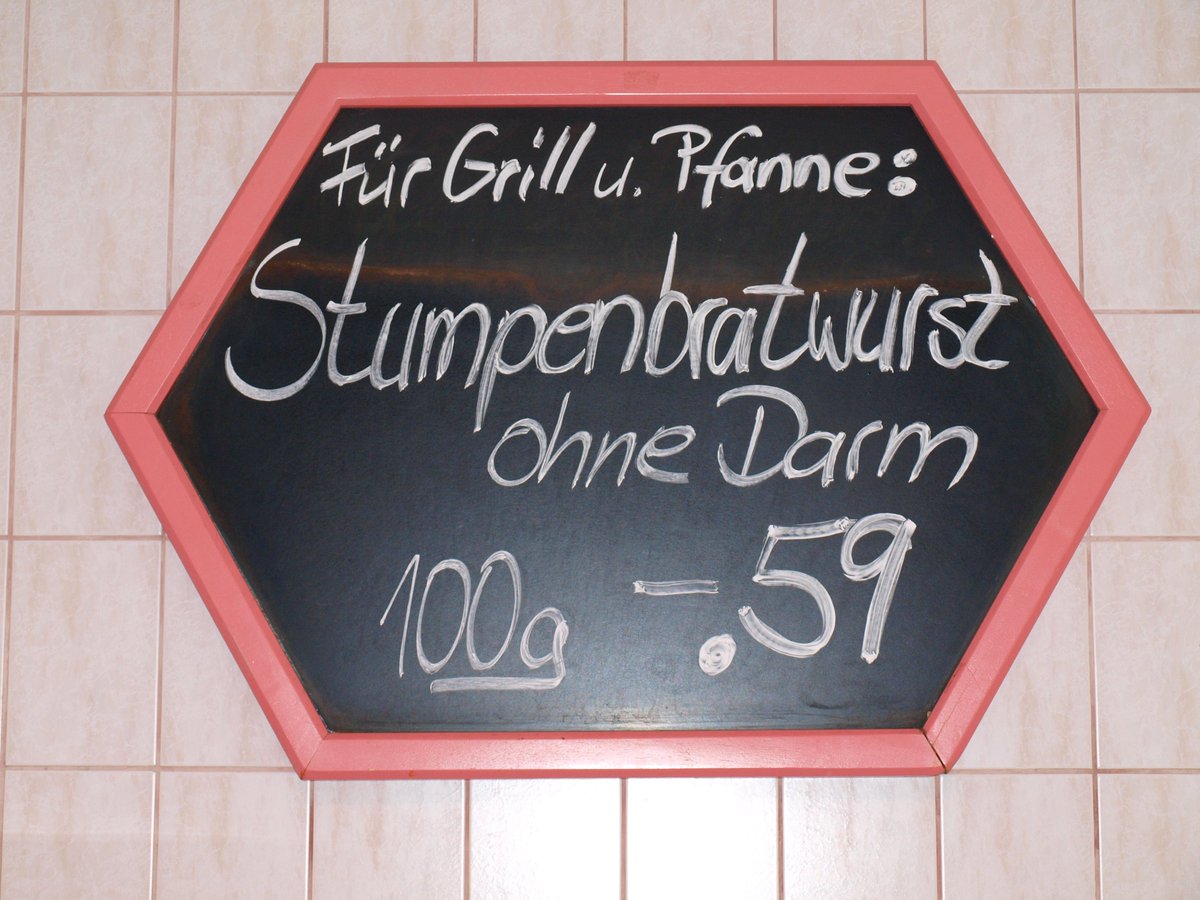 Für Grill u. Pfanne:
Stumpenbratwurst
ohne Darm
100g -.59